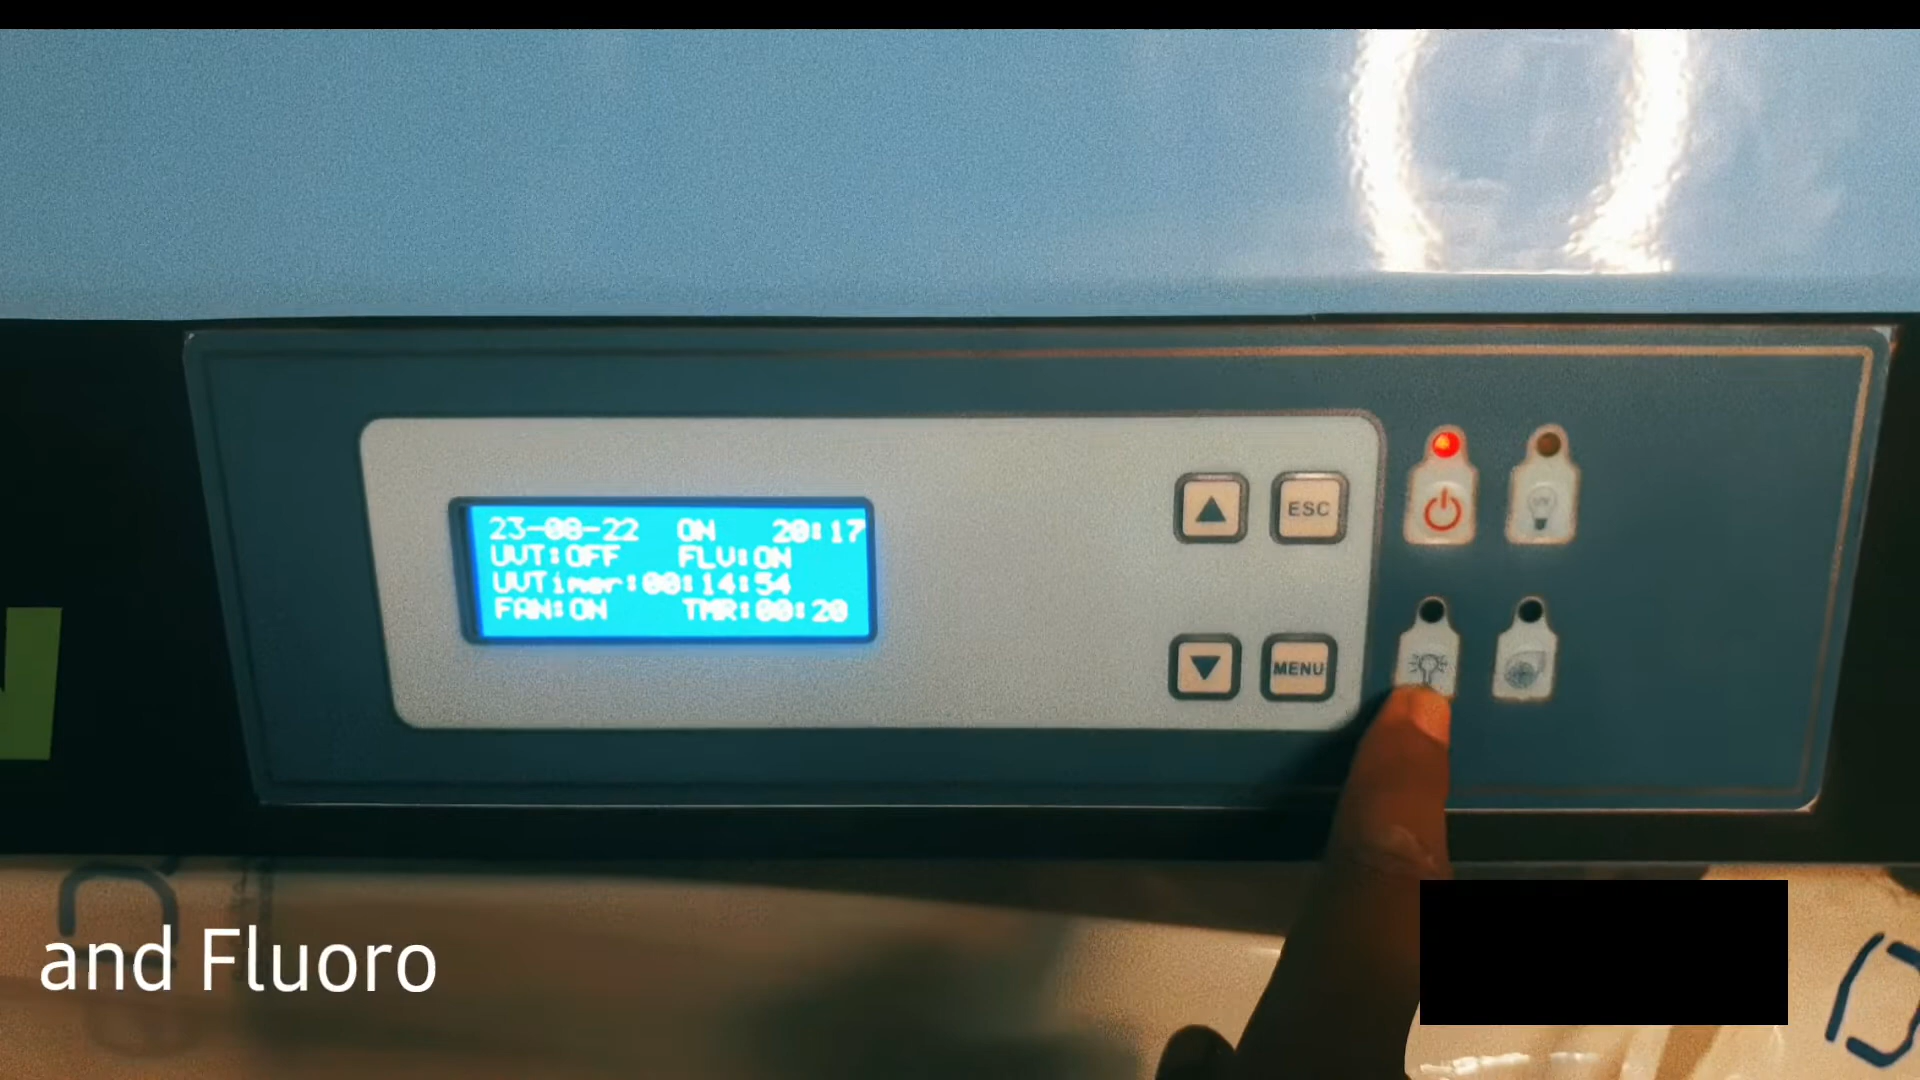 23-08-22 ON 20:17
UVT:OFF FLV:ON
UVTimer:00:14:54
FAN:ON TMR:00:20
ESC
MENU
and Fluoro